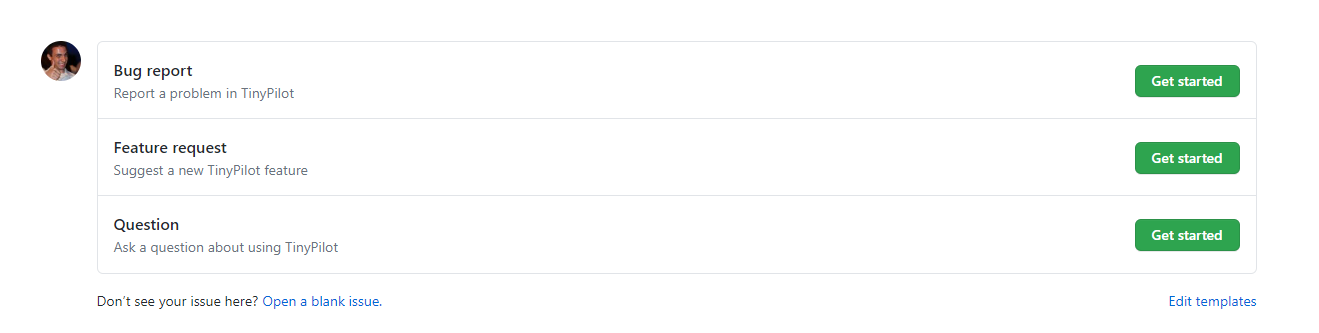 Bug report
Report a problem in TinyPilot
Get started
Feature request
Suggest a new TinyPilot feature
Get started
Question
Ask a question about using TinyPilot
Get started
Don't see your issue here? Open a blank issue.
Edit templates